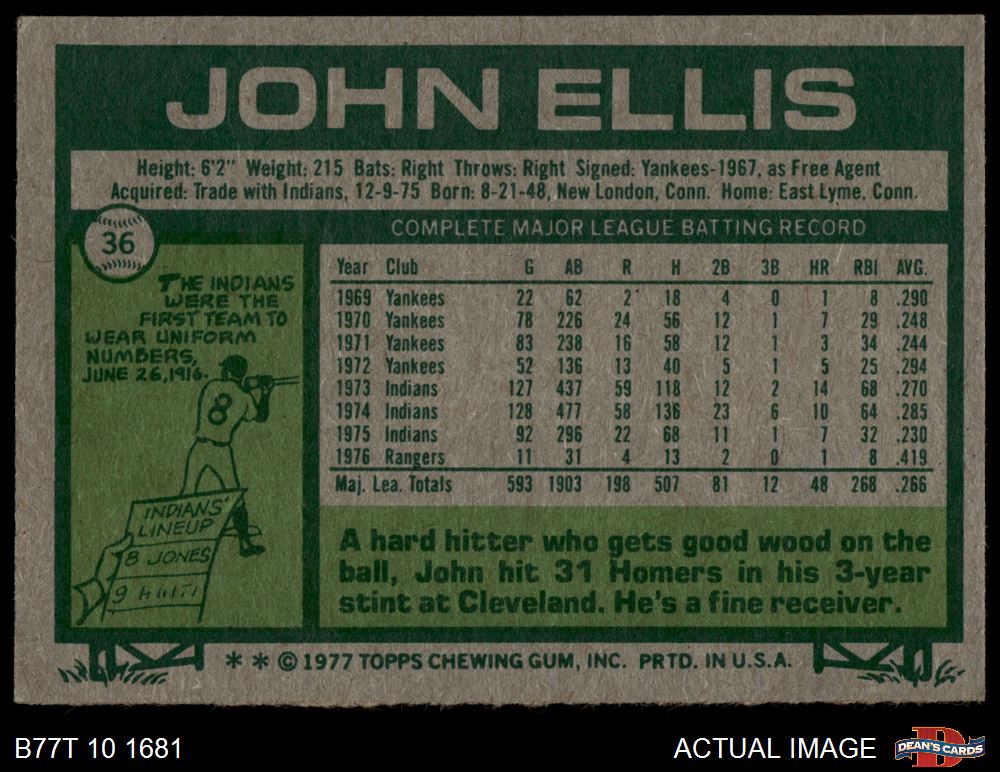 JOHN ELLIS
Height: 6'2" Weight: 215 Bats: Right Throws: Right Signed: Yankees-1967, as Free Agent
Acquired: Trade with Indians, 12-9-75 Born: 8-21-48, New London, Conn. Home: East Lyme, Conn.
36
THE INDIANS
WERE THE
FIRST TEAM TO
WEAR UNIFORM
NUMBERS,
JUNE 26, 1916.
8
INDIANS'
LINEUP
8 JONES
9
COMPLETE MAJOR LEAGUE BATTING RECORD
Year Club G AB R H 2B 3B HR RBI AVG.
1969 Yankees 22 62 2 18 4 0 1 8 .290
1970 Yankees 78 226 24 56 12 1 7 29 .248
1971 Yankees 83 238 16 58 12 1 3 34 .244
1972 Yankees 52 136 13 40 5 1 5 25 .294
1973 Indians 127 437 59 118 12 2 14 68 .270
1974 Indians 128 477 58 136 23 6 10 64 .285
1975 Indians 92 296 22 68 11 1 7 32 .230
1976 Rangers 11 31 4 13 2 0 1 8 .419
Maj. Lea. Totals 593 1903 198 507 81 12 48 268 .266
A hard hitter who gets good wood on the
ball, John hit 31 Homers in his 3-year
stint at Cleveland. He's a fine receiver.
* * © 1977 TOPPS CHEWING GUM, INC. PRTD. IN U.S.A.
B77T 10 1681
ACTUAL IMAGE
D
DEAN'S CARDS